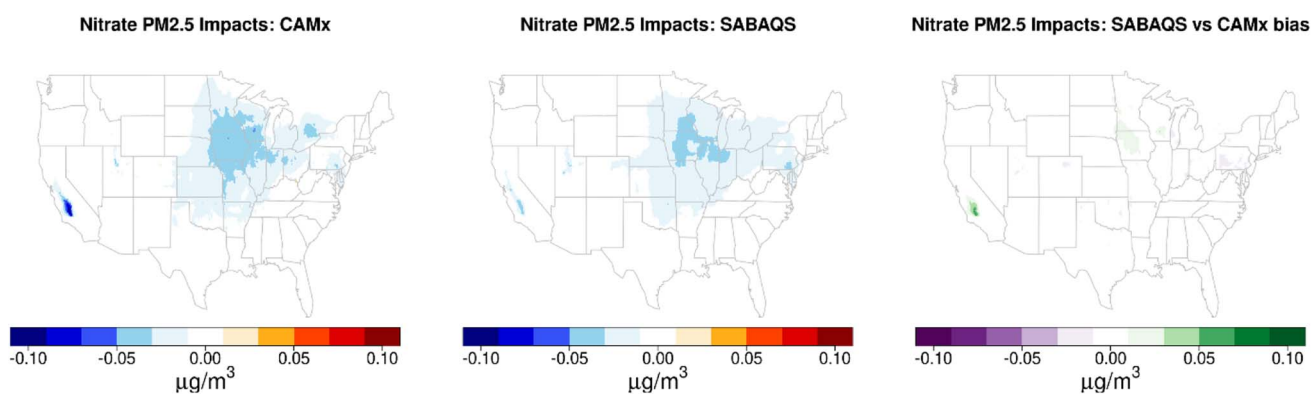 Nitrate PM2.5 Impacts: CAMx
Nitrate PM2.5 Impacts: SABAQS
Nitrate PM2.5 Impacts: SABAQS vs CAMx bias
-0.10 -0.05 0.00 0.05 0.10
μg/m³
-0.10 -0.05 0.00 0.05 0.10
μg/m³
-0.10 -0.05 0.00 0.05 0.10
μg/m³